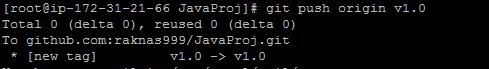 [root@ip-172-31-21-66 JavaProj]# git push origin v1.0
Total 0 (delta 0), reused 0 (delta 0)
To github.com:raknas999/JavaProj.git
 * [new tag]         v1.0 -> v1.0